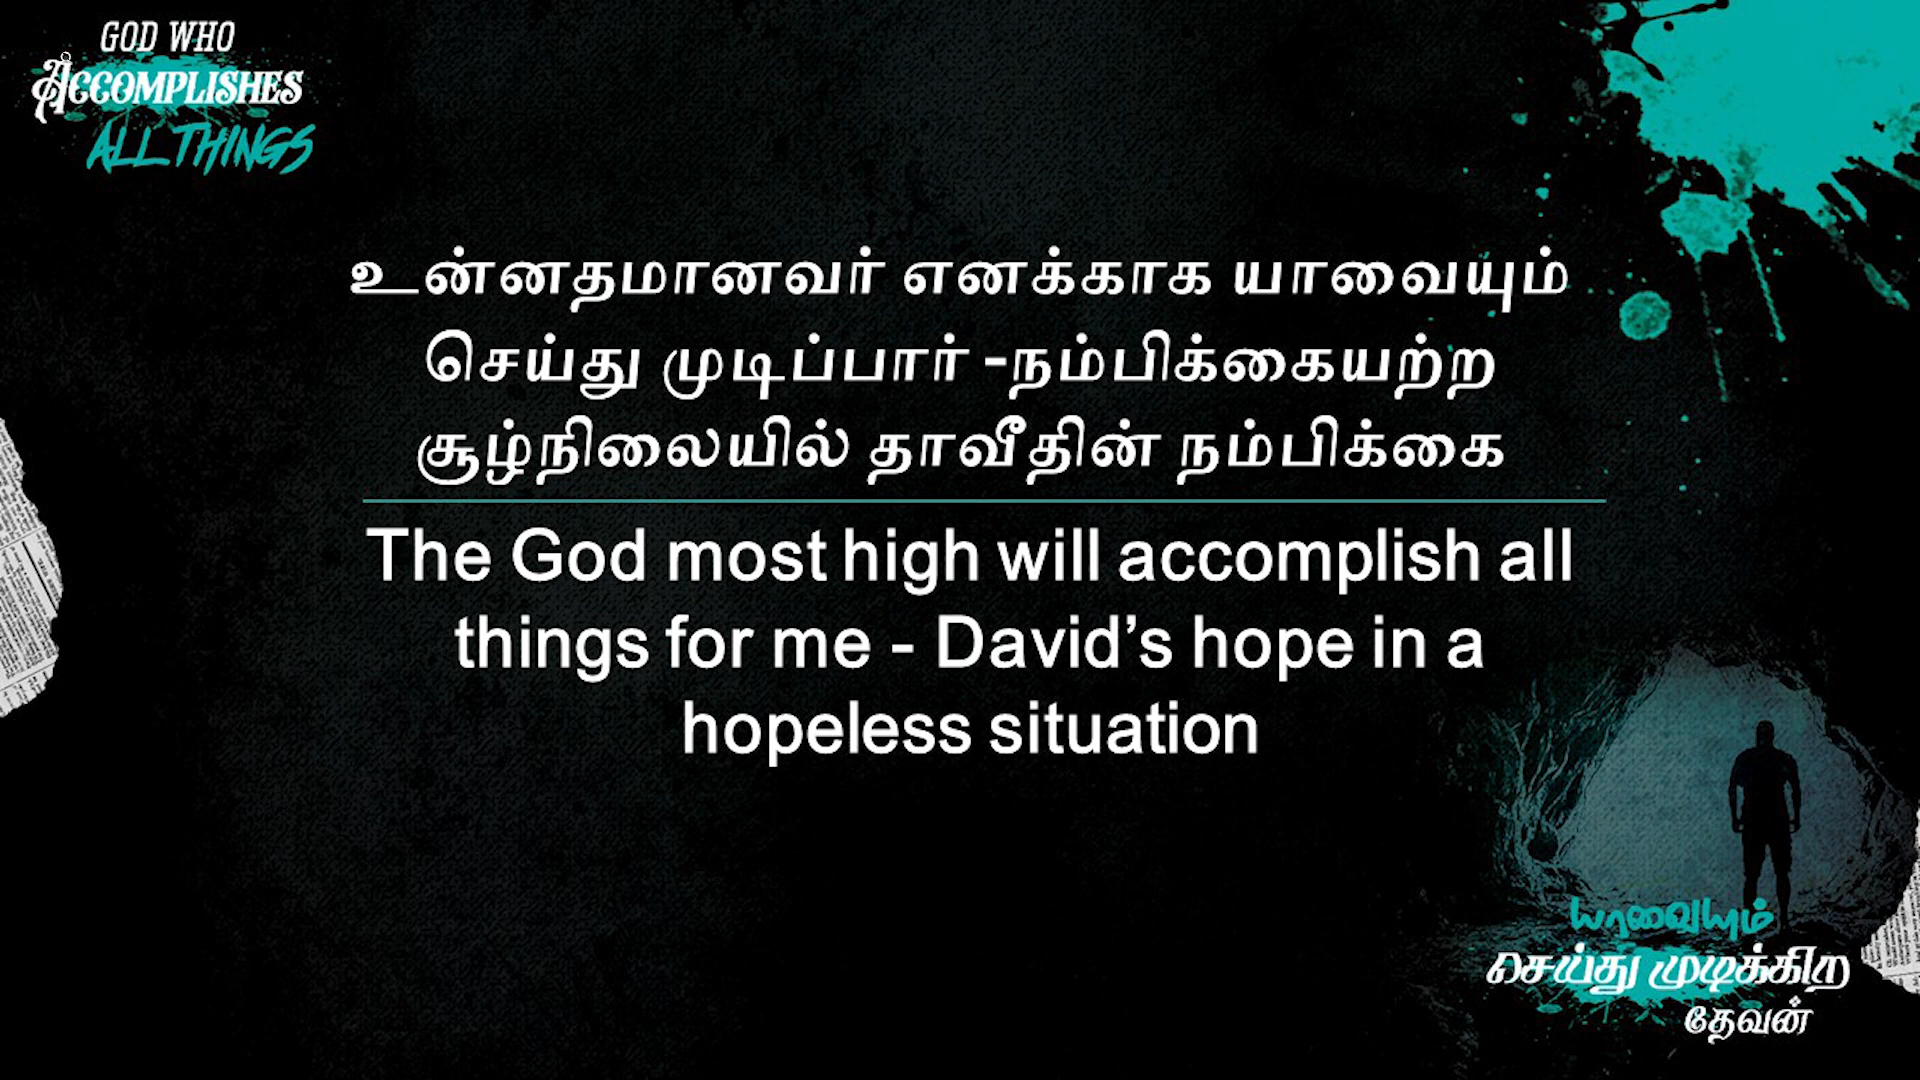 GOD WHO
ACCOMPLISHES
ALL THINGS
உன்னதமானவர் எனக்காக யாவையும்
செய்து முடிப்பார் -நம்பிக்கையற்ற
சூழ்நிலையில் தாவீதின் நம்பிக்கை
The God most high will accomplish all
things for me - David’s hope in a
hopeless situation
யாவையும்
செய்து முடிக்கிற
தேவன்